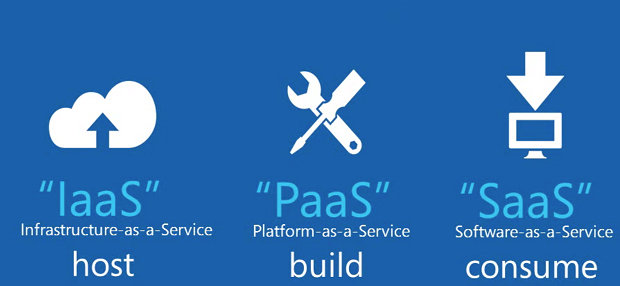 “IaaS” “PaaS” “SaaS”
Infrastructure-as-a-Service Platform-as-a-Service Software-as-a-Service
host build consume